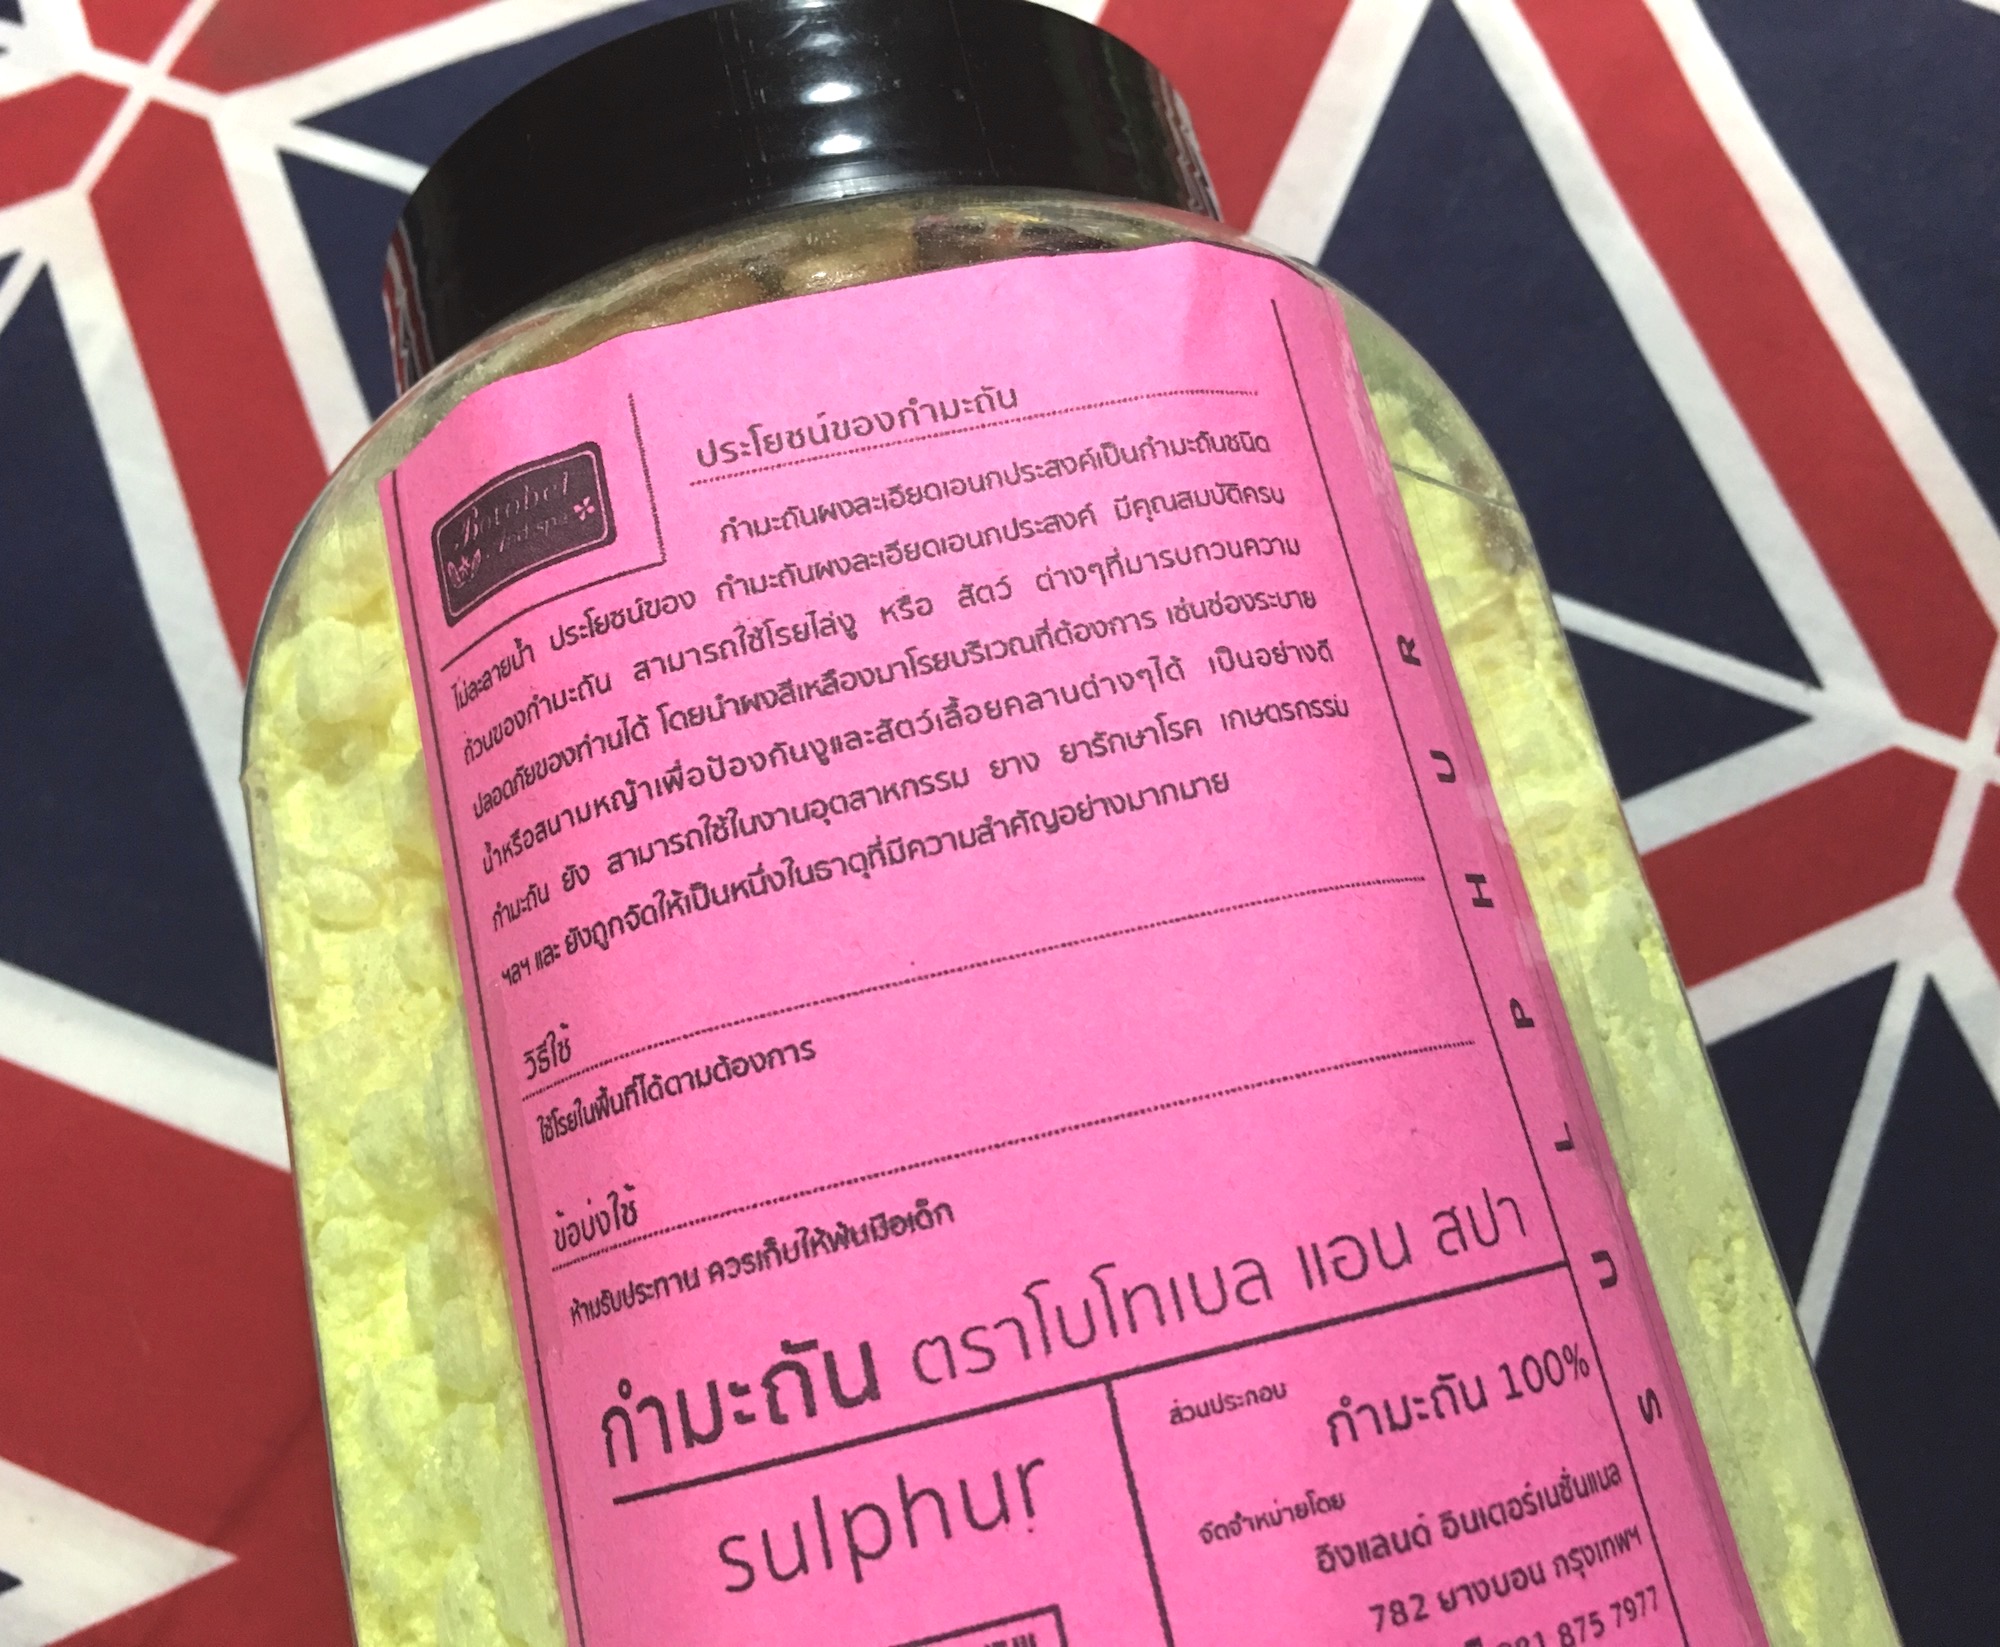 Botobel
And spa
ประโยชน์ของกำมะถัน
กำมะถันผงละเอียดเอนกประสงค์เป็นกำมะถันชนิด
ไม่ละลายน้ำ ประโยชน์ของ กำมะถันผงละเอียดเอนกประสงค์ มีคุณสมบัติครบ
ถ้วนของกำมะถัน สามารถใช้โรยไล่งู หรือ สัตว์ ต่างๆที่มารบกวนความ
ปลอดภัยของท่านได้ โดยนำผงสีเหลืองมาโรยบริเวณที่ต้องการ เช่นช่องระบาย
น้ำหรือสนามหญ้าเพื่อป้องกันงูและสัตว์เลื้อยคลานต่างๆได้ เป็นอย่างดี
กำมะถัน ยัง สามารถใช้ในงานอุตสาหกรรม ยาง ยารักษาโรค เกษตรกรรม
ฯลฯ และ ยังถูกจัดให้เป็นหนึ่งในธาตุที่มีความสำคัญอย่างมากมาย
วิธีใช้
ใช้โรยในพื้นที่ได้ตามต้องการ
ข้อบ่งใช้
ห้ามรับประทาน ควรเก็บให้พ้นมือเด็ก
กำมะถัน ตราโบโทเบล แอน สปา
sulphur
ส่วนประกอบ
กำมะถัน 100%
จัดจำหน่ายโดย
อิงแลนด์ อินเตอร์เนชั่นแนล
782 ยางบอน กรุงเทพฯ
875 7977
SULPHUR